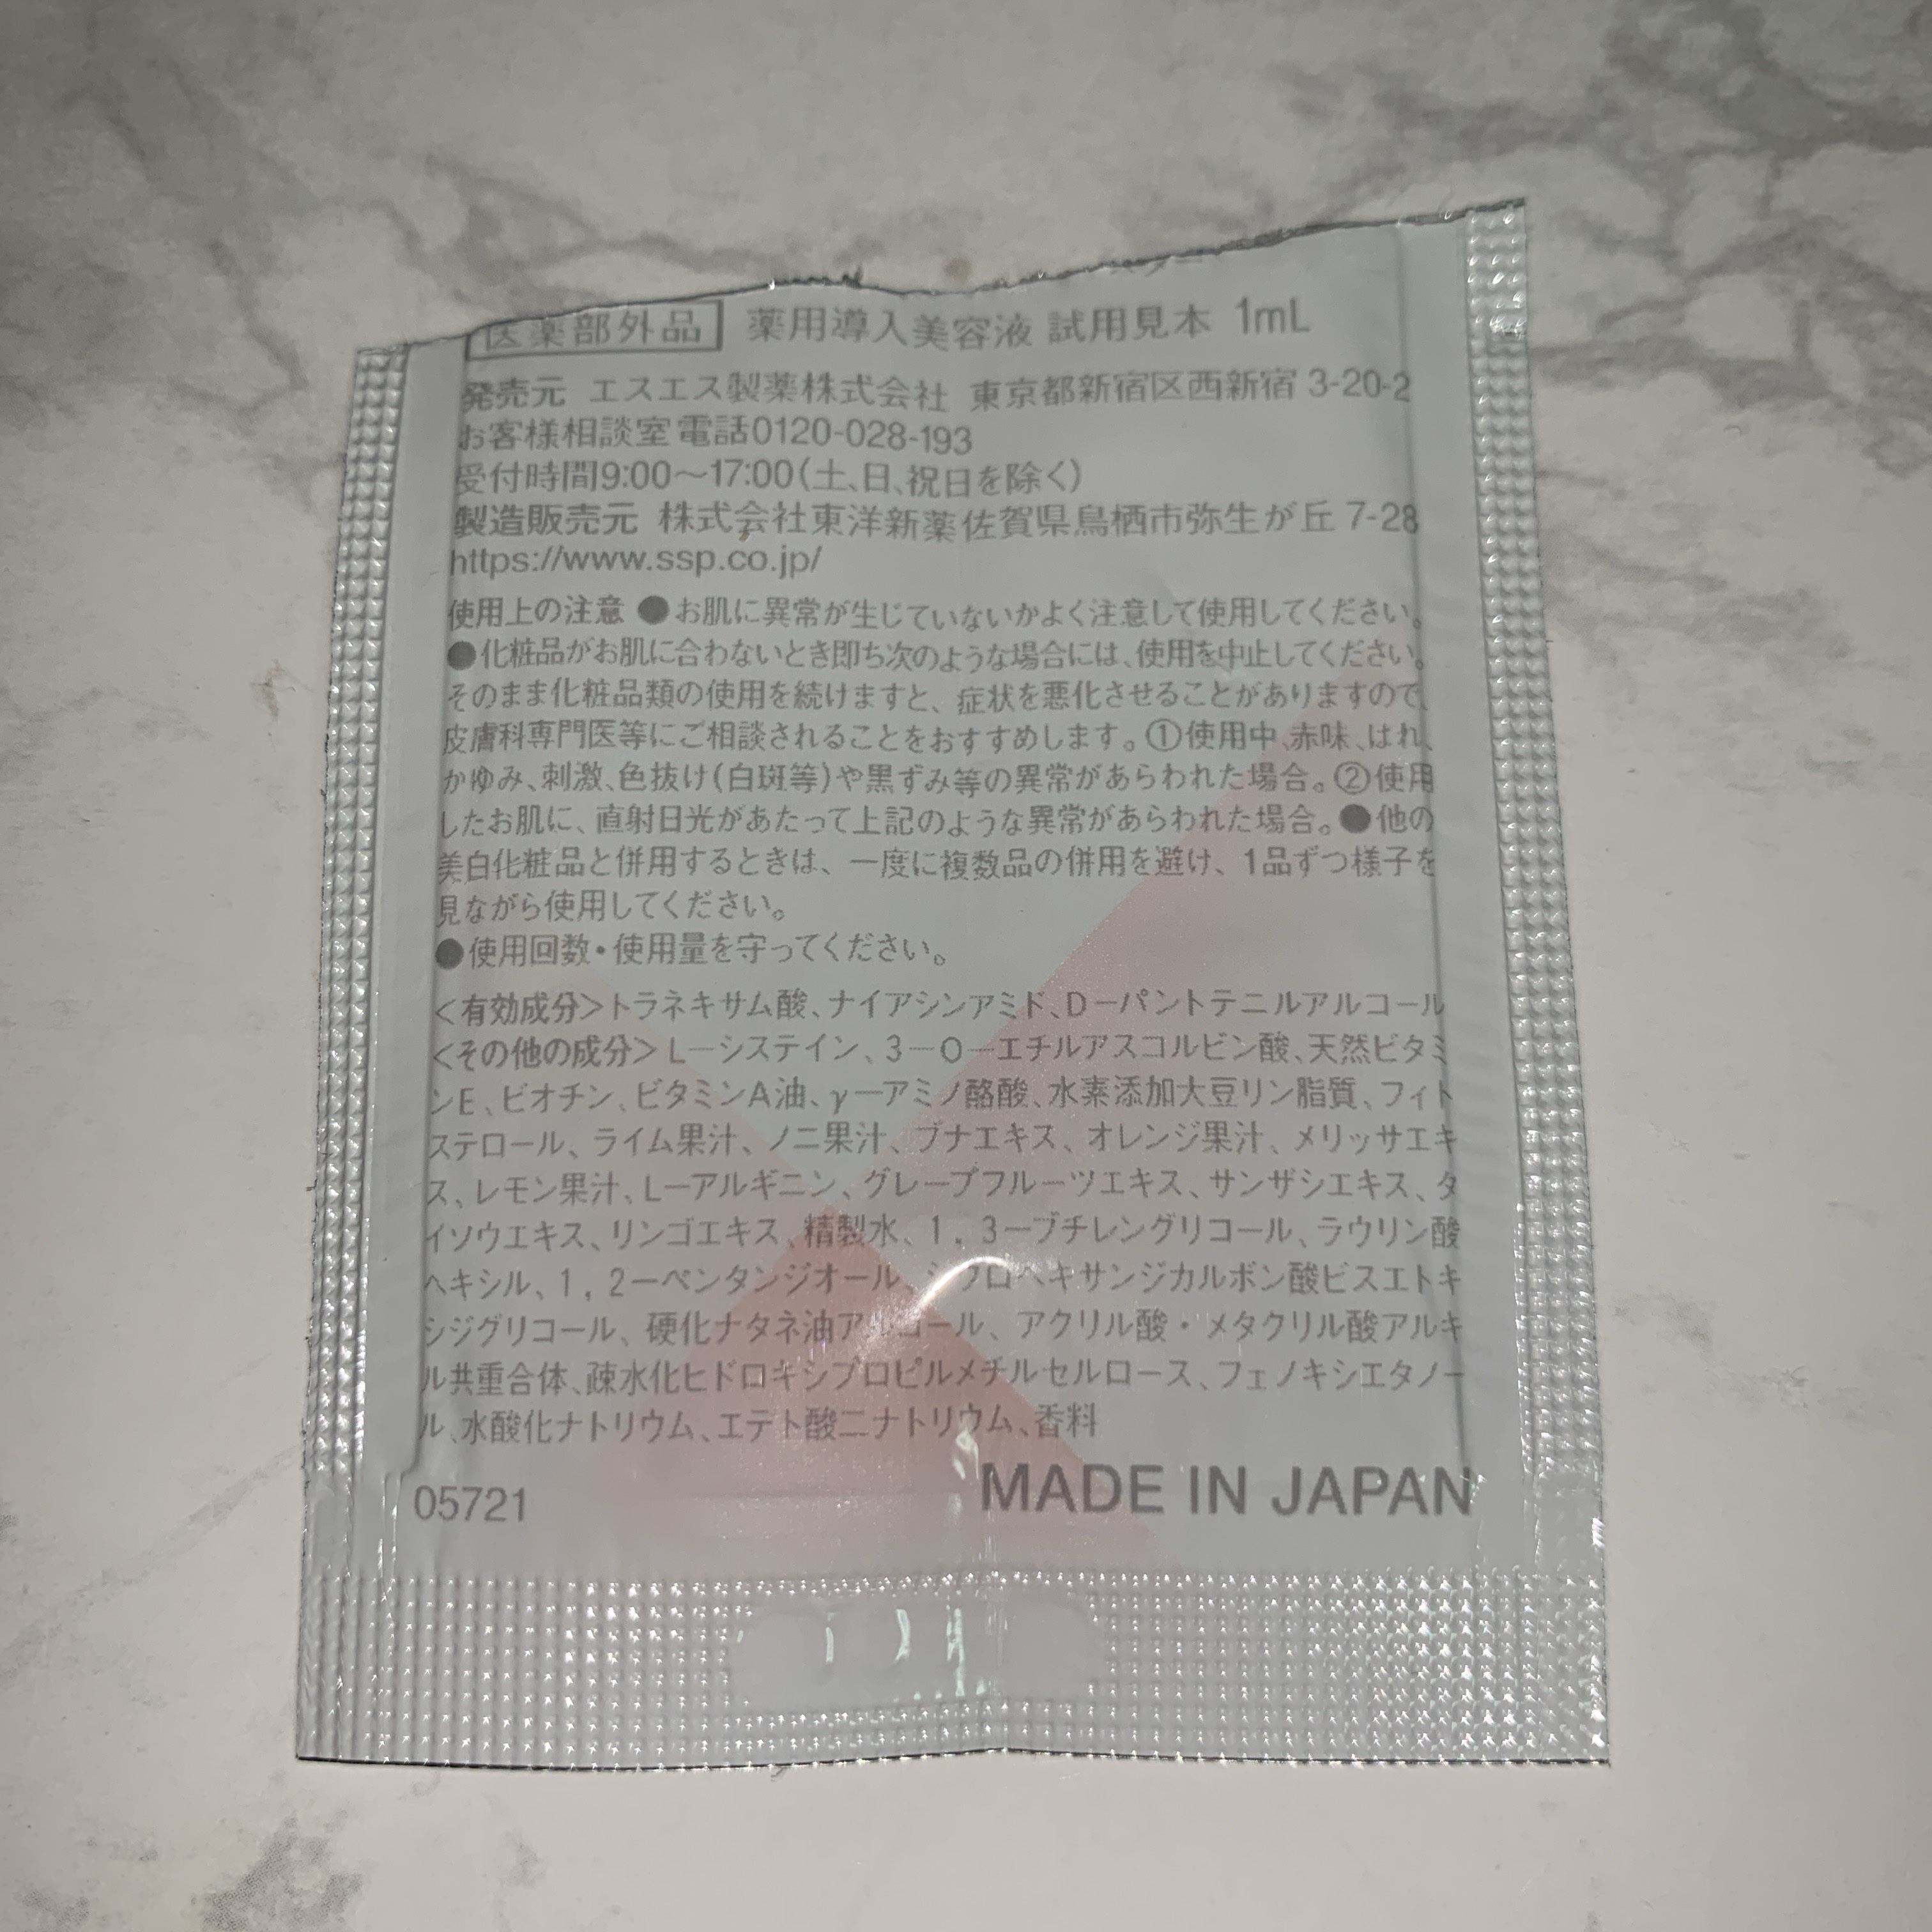 医薬部外品 薬用導入美容液 試用見本 1mL
発売元 エスエス製薬株式会社 東京都新宿区西新宿 3-20-2
お客様相談室電話0120-028-193
受付時間9:00〜17:00(土、日、祝日を除く)
製造販売元 株式会社東洋新薬佐賀県鳥栖市弥生が丘 7-28
https://www.ssp.co.jp/
使用上の注意 ●お肌に異常が生じていないかよく注意して使用してください。
●化粧品がお肌に合わないとき即ち次のような場合には、使用を中止してください。
そのまま化粧品類の使用を続けますと、症状を悪化させることがありますので、
皮膚科専門医等にご相談されることをおすすめします。①使用中、赤味、はれ、
かゆみ、刺激、色抜け(白斑等)や黒ずみ等の異常があらわれた場合。②使用
したお肌に、直射日光があたって上記のような異常があらわれた場合。●他の
美白化粧品と併用するときは、一度に複数品の併用を避け、1品ずつ様子を
見ながら使用してください。
●使用回数・使用量を守ってください。
<有効成分>トラネキサム酸、ナイアシンアミド、D−パントテニルアルコール
<その他の成分>L−システイン、3−O−エチルアスコルビン酸、天然ビタミ
ンE、ビオチン、ビタミンA油、γ−アミノ酪酸、水素添加大豆リン脂質、フィト
ステロール、ライム果汁、ノニ果汁、ブナエキス、オレンジ果汁、メリッサエキ
ス、レモン果汁、L−アルギニン、グレープフルーツエキス、サンザシエキス、タ
イソウエキス、リンゴエキス、精製水、1，3−ブチレングリコール、ラウリン酸
ヘキシル、1，2−ペンタンジオール、シクロヘキサンジカルボン酸ビスエトキ
シジグリコール、硬化ナタネ油アルコール、アクリル酸・メタクリル酸アルキ
ル共重合体、疎水化ヒドロキシプロピルメチルセルロース、フェノキシエタノー
ル、水酸化ナトリウム、エデト酸二ナトリウム、香料
05721
MADE IN JAPAN